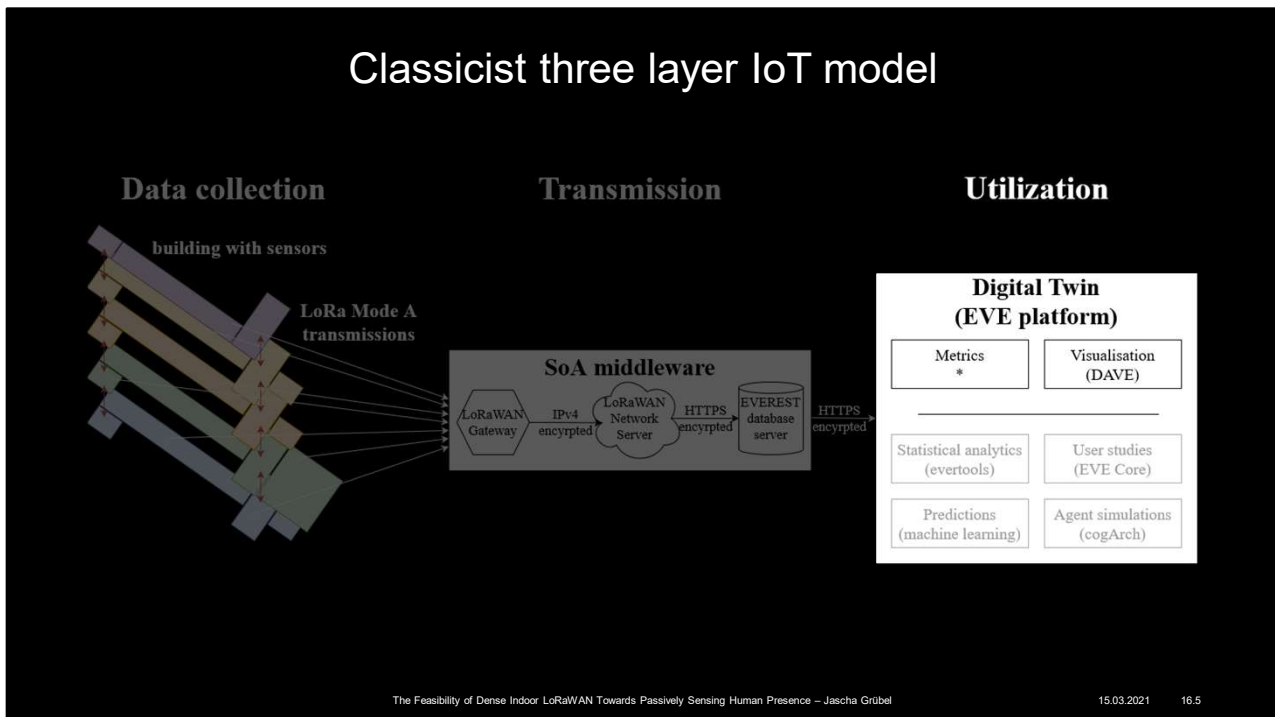 Classicist three layer IoT model
Data collection
Transmission
Utilization
building with sensors
LoRa Mode A
transmissions
SoA middleware
LoRaWAN
Gateway
IPv4
encyrpted
LoRaWAN
Network
Server
HTTPS
encyrpted
EVEREST
database
server
HTTPS
encyrpted
Digital Twin
(EVE platform)
Metrics
*
Visualisation
(DAVE)
Statistical analytics
(evertools)
User studies
(EVE Core)
Predictions
(machine learning)
Agent simulations
(cogArch)
The Feasibility of Dense Indoor LoRaWAN Towards Passively Sensing Human Presence – Jascha Grübel
15.03.2021
16.5